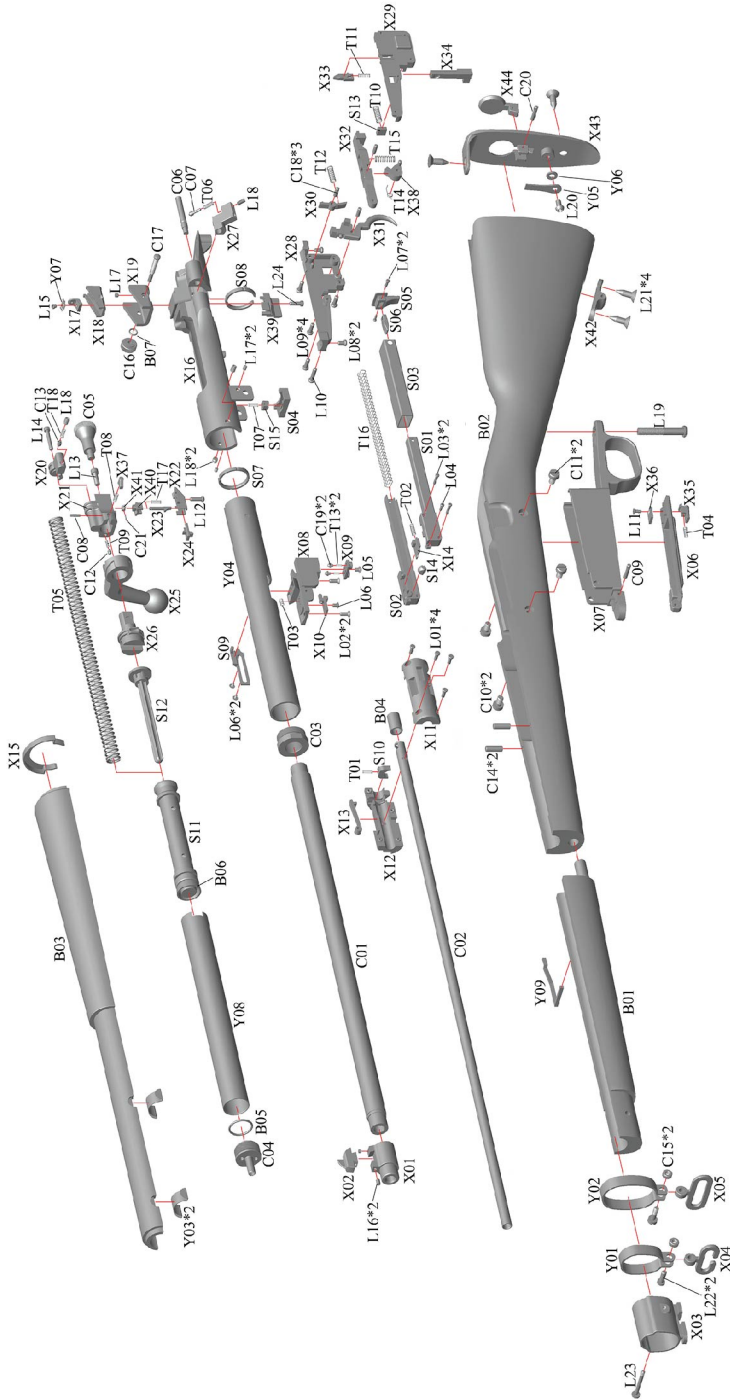 X29
T11
X33
X34
T10
S13
X32
T15
T14
X38
C18*3
T12
X30
X31
X28
L07*2
L24
L09*4
L08*2
L10
S06
S05
S03
S01
L03*2
L04
T16
T02
X14
S14
S02
X44
C20
X43
Y06
Y05
L20
L21*4
X42
C06
C07
T06
L18
X27
C17
Y07
L15
X17
X18
L17
X19
C16
B07
X16
S08
X39
L17*2
T07
S15
S04
L18*2
S07
C13
T18
L18
L14
C05
X20
L13
T08
X37
X21
X41
X40
T17
X22
X23
L12
C21
X24
C08
T09
C12
X25
X26
T05
S12
X15
S11
B06
B03
Y08
B05
C04
Y03*2
Y04
X08
C19*2
T13*2
X09
L05
L06
X10
L02*2
T03
S09
L06*2
C03
C01
X02
X01
L16*2
L01*4
X11
B04
S10
T01
X13
X12
C02
B02
L19
C11*2
X36
L11
X35
T04
X06
C09
X07
C10*2
C14*2
Y09
B01
C15*2
Y02
X05
Y01
X04
L22*2
X03
L23